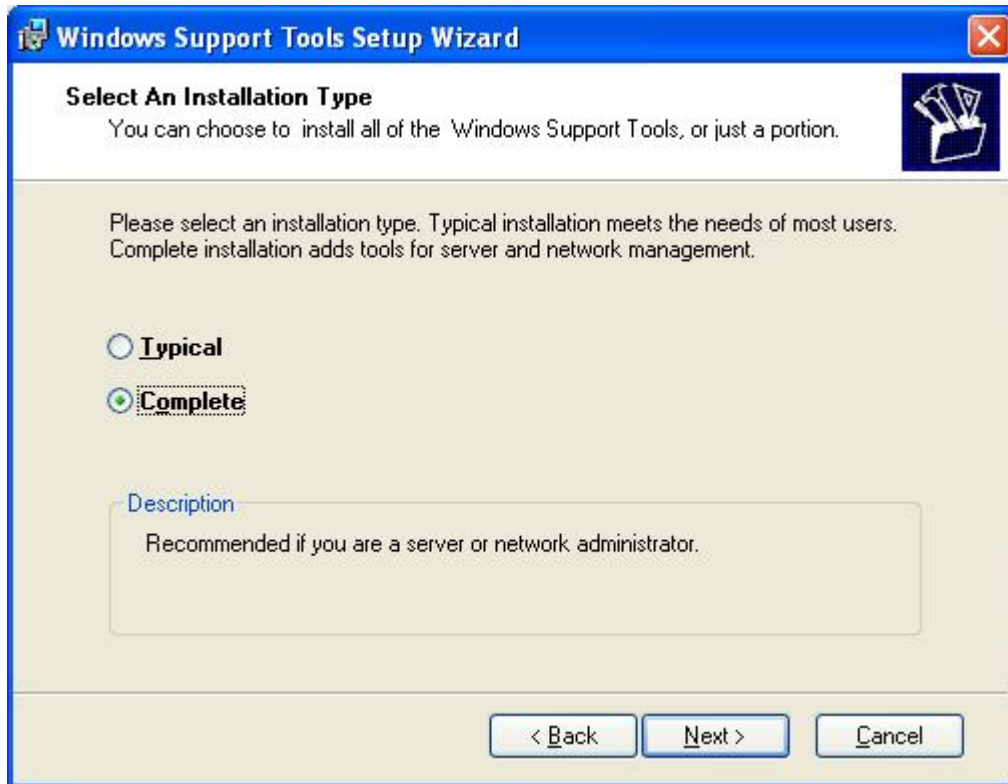 Windows Support Tools Setup Wizard
Select An Installation Type
You can choose to install all of the Windows Support Tools, or just a portion.
Please select an installation type. Typical installation meets the needs of most users.
Complete installation adds tools for server and network management.
Typical
Complete
Description
Recommended if you are a server or network administrator.
< Back
Next >
Cancel